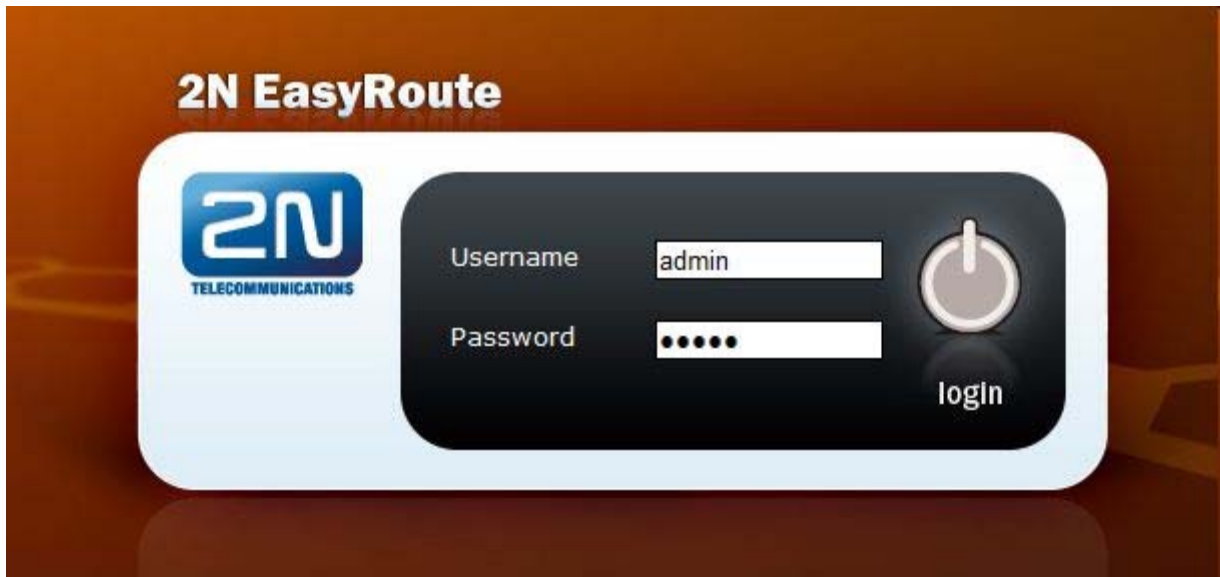 2N EasyRoute
2N
TELECOMMUNICATIONS
Username
admin
Password
•••••
login